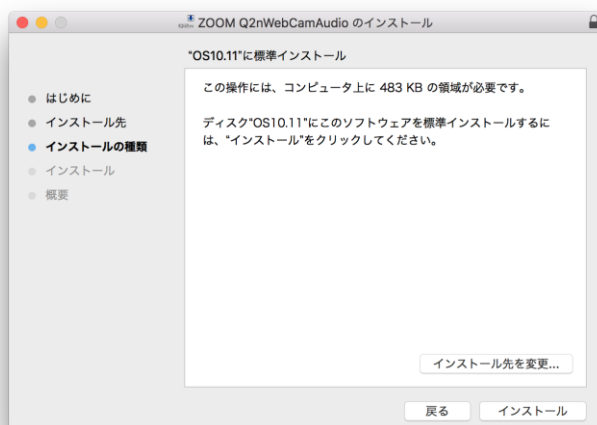 ZOOM Q2nWebCamAudio のインストール
"OS10.11"に標準インストール
はじめに
インストール先
インストールの種類
インストール
概要
この操作には、コンピュータ上に 483 KB の領域が必要です。
ディスク"OS10.11"にこのソフトウェアを標準インストールするに
は、"インストール"をクリックしてください。
インストール先を変更...
戻る
インストール